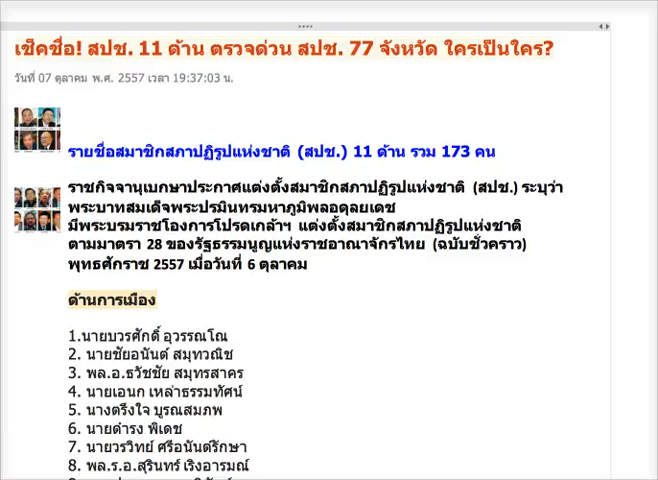 เช็คชื่อ! สปช. 11 ด้าน ตรวจด่วน สปช. 77 จังหวัด ใครเป็นใคร?
วันที่ 07 ตุลาคม พ.ศ. 2557 เวลา 19:37:03 น.
รายชื่อสมาชิกสภาปฏิรูปแห่งชาติ (สปช.) 11 ด้าน รวม 173 คน
ราชกิจจานุเบกษาประกาศแต่งตั้งสมาชิกสภาปฏิรูปแห่งชาติ (สปช.) ระบุว่า
พระบาทสมเด็จพระปรมินทรมหาภูมิพลอดุลยเดช
มีพระบรมราชโองการโปรดเกล้าฯ แต่งตั้งสมาชิกสภาปฏิรูปแห่งชาติ
ตามมาตรา 28 ของรัฐธรรมนูญแห่งราชอาณาจักรไทย (ฉบับชั่วคราว)
พุทธศักราช 2557 เมื่อวันที่ 6 ตุลาคม
ด้านการเมือง
1.นายบวรศักดิ์ อุวรรณโณ
2. นายชัยอนันต์ สมุทวณิช
3. พล.อ.ธวัชชัย สมุทรสาคร
4. นายเอนก เหล่าธรรมทัศน์
5. นางตรึงใจ บูรณสมภพ
6. นายดำรง พิเดช
7. นายวรวิทย์ ศรีอนันต์รักษา
8. พล.ร.อ.สุรินทร์ เริงอารมณ์